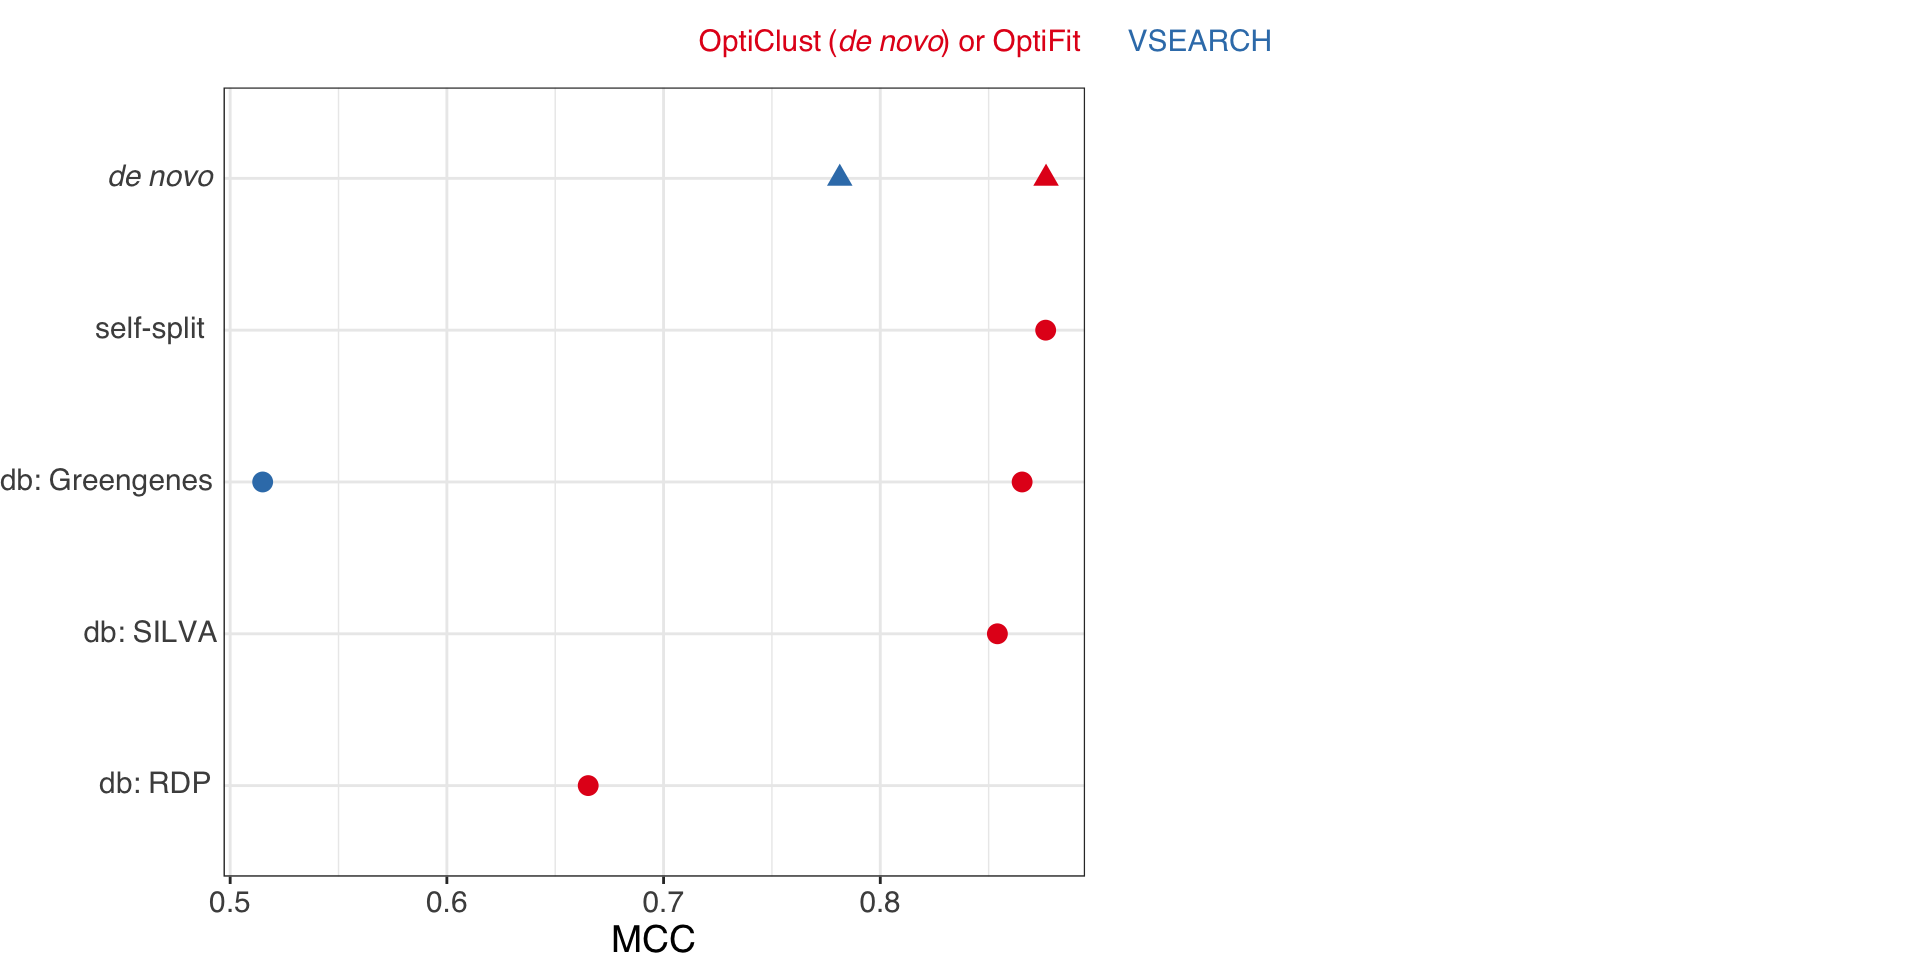 OptiClust (de novo) or OptiFit VSEARCH
de novo
self-split
db: Greengenes
db: SILVA
db: RDP
0.5 0.6 0.7 0.8
MCC